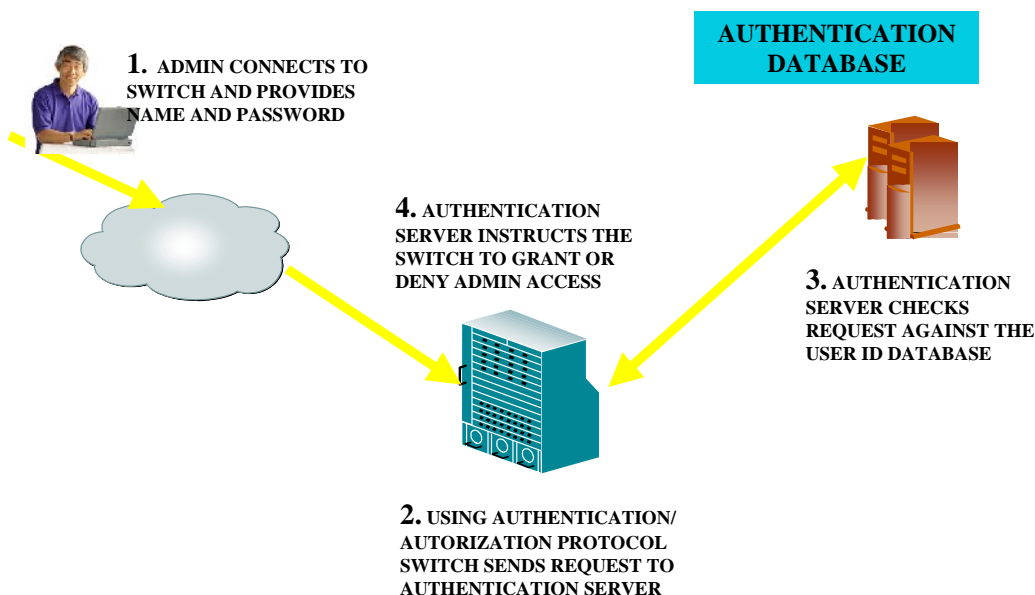 1. ADMIN CONNECTS TO
SWITCH AND PROVIDES
NAME AND PASSWORD
AUTHENTICATION
DATABASE
4. AUTHENTICATION
SERVER INSTRUCTS THE
SWITCH TO GRANT OR
DENY ADMIN ACCESS
3. AUTHENTICATION
SERVER CHECKS
REQUEST AGAINST THE
USER ID DATABASE
2. USING AUTHENTICATION/
AUTORIZATION PROTOCOL
SWITCH SENDS REQUEST TO
AUTHENTICATION SERVER